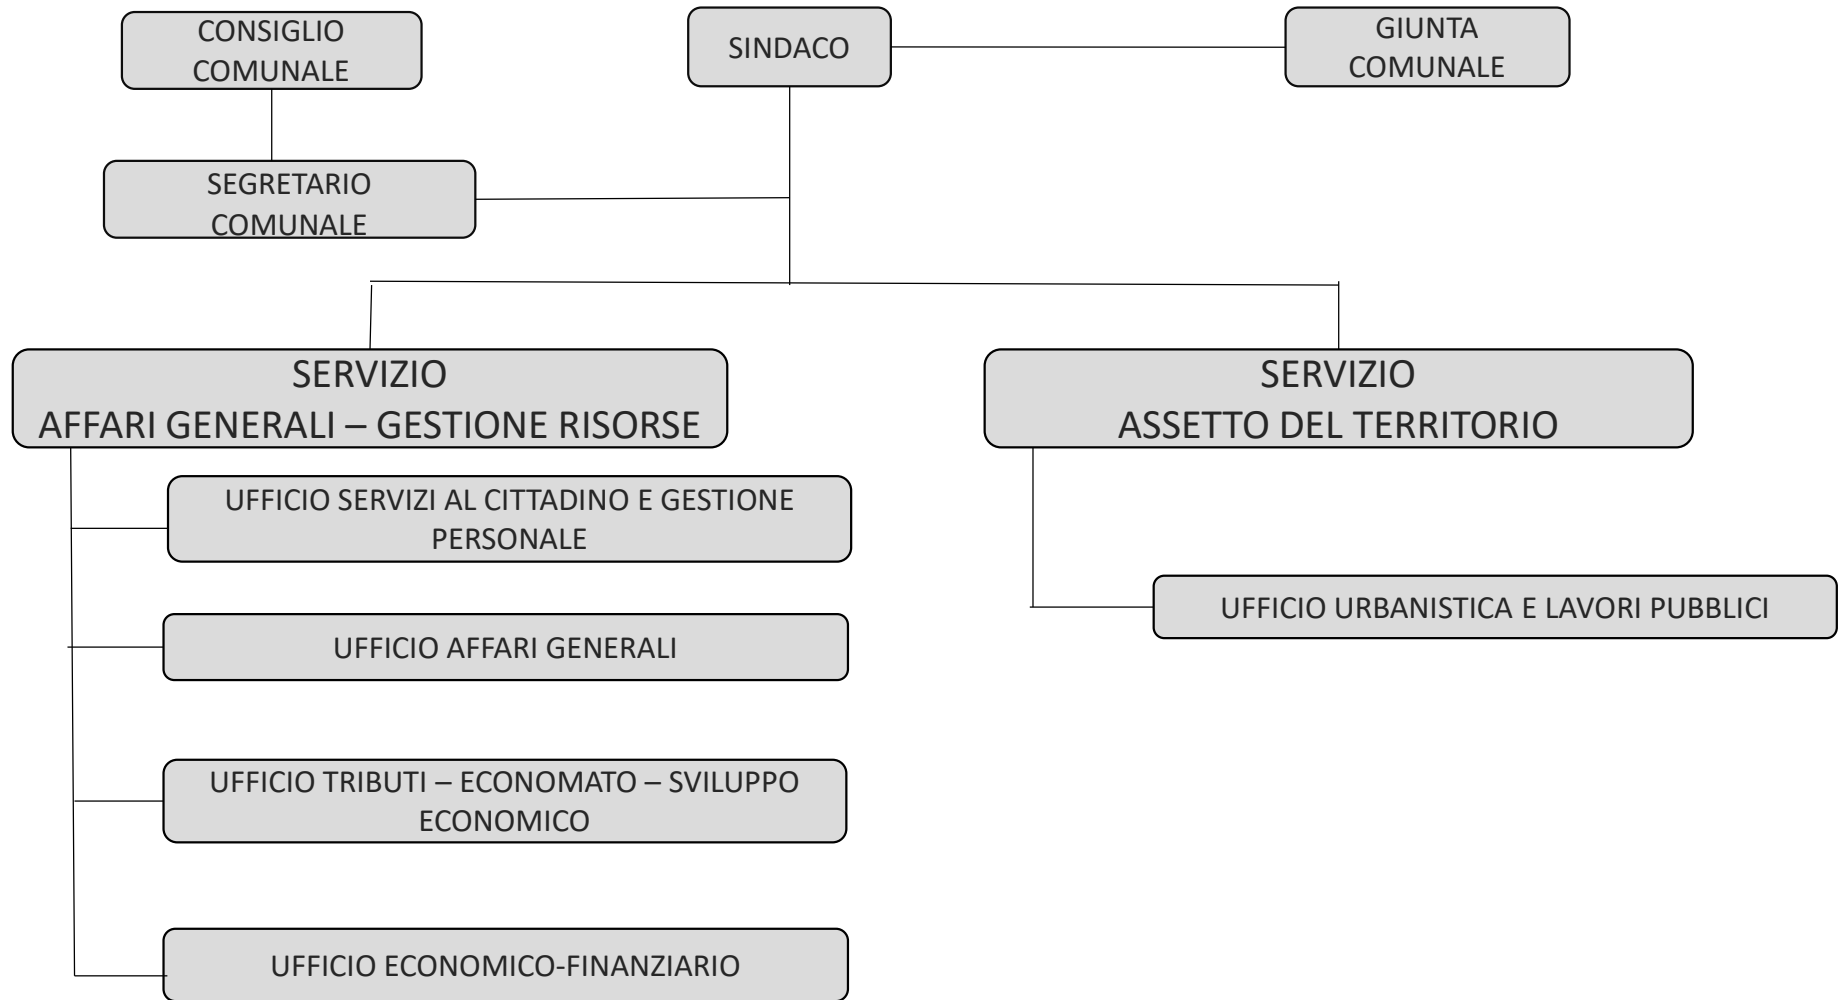 CONSIGLIO
COMUNALE
SINDACO
GIUNTA
COMUNALE
SEGRETARIO
COMUNALE
SERVIZIO
AFFARI GENERALI – GESTIONE RISORSE
SERVIZIO
ASSETTO DEL TERRITORIO
UFFICIO SERVIZI AL CITTADINO E GESTIONE
PERSONALE
UFFICIO AFFARI GENERALI
UFFICIO TRIBUTI – ECONOMATO – SVILUPPO
ECONOMICO
UFFICIO ECONOMICO-FINANZIARIO
UFFICIO URBANISTICA E LAVORI PUBBLICI